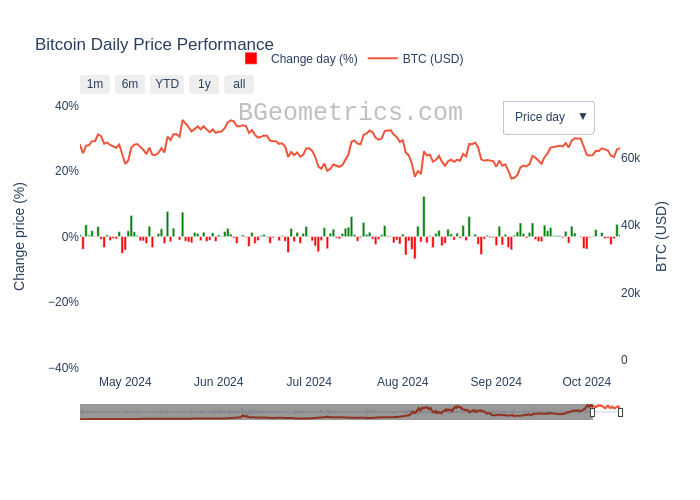 Bitcoin Daily Price Performance
Change day (%)
BTC (USD)
1m
6m
YTD
1y
all
BGeometrics.com
Price day ▼
40%
20%
0%
−20%
−40%
Change price (%)
60k
40k
20k
0
BTC (USD)
May 2024
Jun 2024
Jul 2024
Aug 2024
Sep 2024
Oct 2024